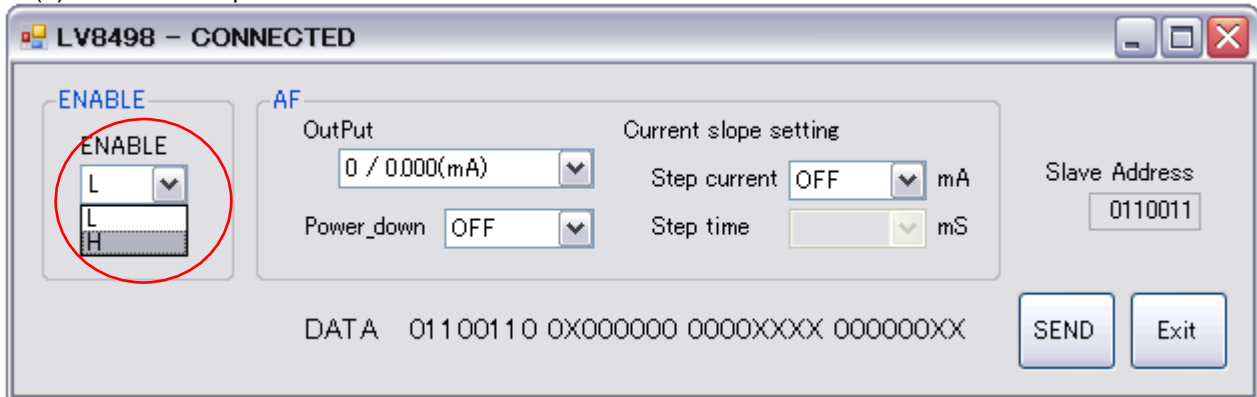 LV8498 - CONNECTED
ENABLE
ENABLE
L
L
H
AF
OutPut
0 / 0.000(mA)
Power_down OFF
Current slope setting
Step current OFF mA
Step time mS
Slave Address
0110011
DATA 01100110 0X000000 0000XXXX 000000XX
SEND
Exit